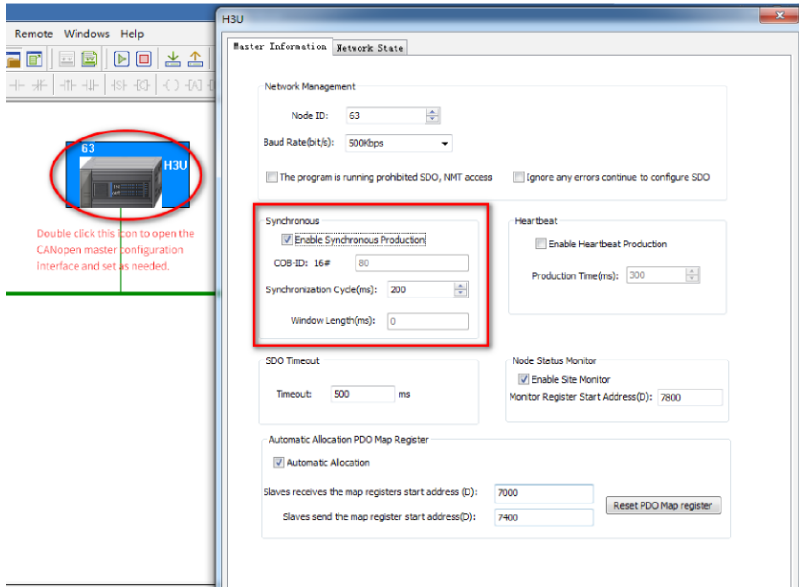 H3U
Remote Windows Help
Master Information Network State
Network Management
Node ID: 63
Baud Rate(bit/s): 500Kbps
The program is running prohibited SDO, NMT access Ignore any errors continue to configure SDO
63
H3U
Double click this icon to open the
CANopen master configuration
Interface and set as needed.
Synchronous
Enable Synchronous Production
COB-ID: 16# 80
Synchronization Cycle(ms): 200
Window Length(ms): 0
Heartbeat
Enable Heartbeat Production
Production Time(ms): 300
SDO Timeout
Timeout: 500 ms
Node Status Monitor
Enable Site Monitor
Monitor Register Start Address(D): 7800
Automatic Allocation PDO Map Register
Automatic Alocation
Slaves receives the map registers start address (D): 7000
Slaves send the map register start address(D): 7400
Reset PDO Map register